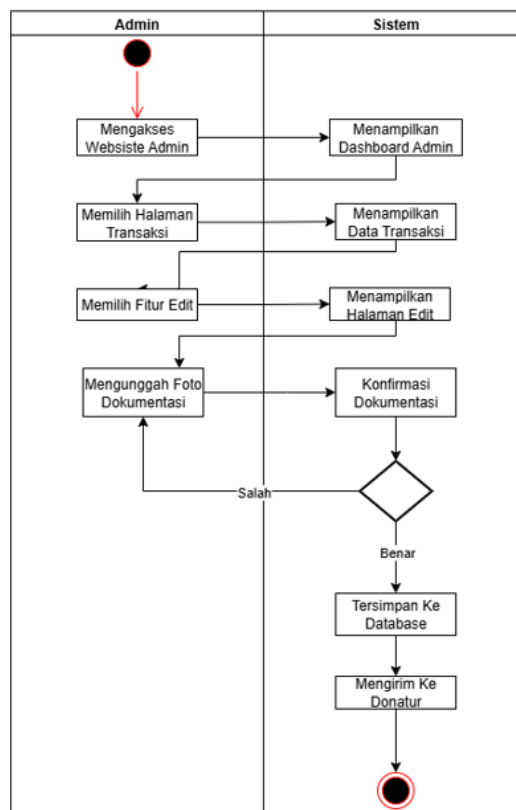 Admin
Sistem
Mengakses
Websiste Admin
Menampilkan
Dashboard Admin
Memilih Halaman
Transaksi
Menampilkan
Data Transaksi
Memilih Fitur Edit
Menampilkan
Halaman Edit
Mengunggah Foto
Dokumentasi
Konfirmasi
Dokumentasi
Salah
Benar
Tersimpan Ke
Database
Mengirim Ke
Donatur